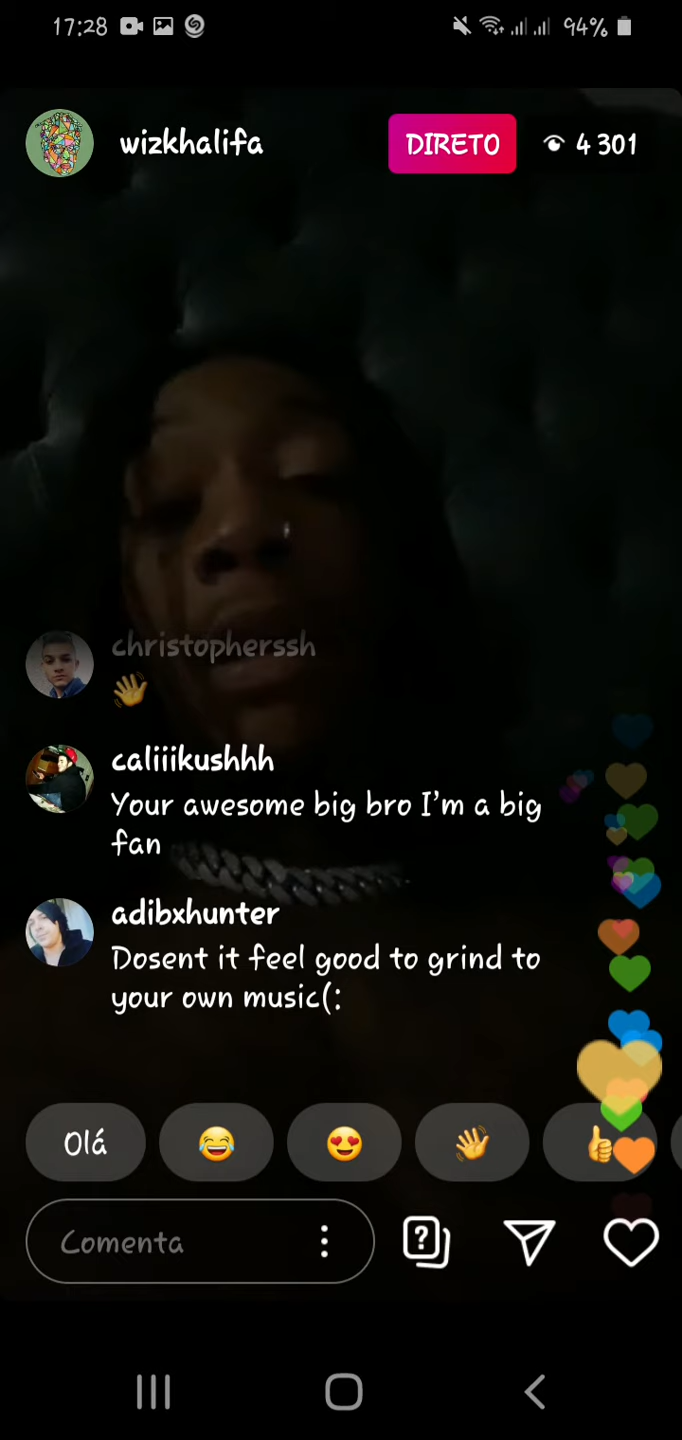 17:28 94%
wizkhalifa DIRETO 4 301
christopherssh
👋
caliiikushhh
Your awesome big bro I'm a big
fan
adibxhunter
Dosent it feel good to grind to
your own music(:
Olá 😂 😍 👋 👍
Comenta